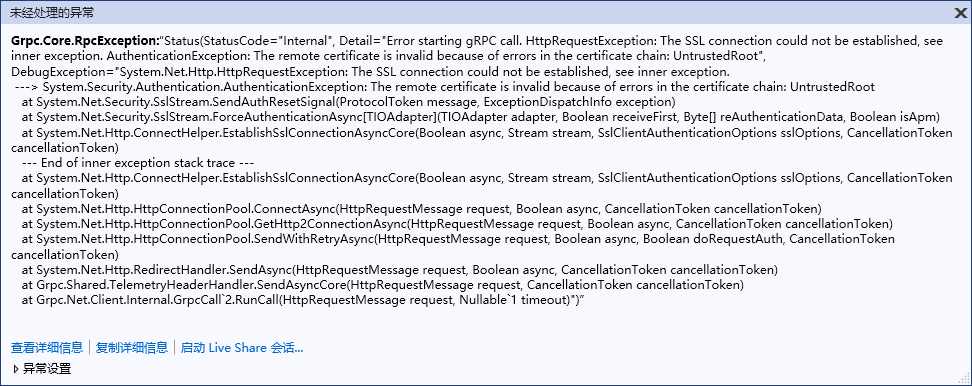 未经处理的异常
Grpc.Core.RpcException:“Status(StatusCode="Internal", Detail="Error starting gRPC call. HttpRequestException: The SSL connection could not be established, see
inner exception. AuthenticationException: The remote certificate is invalid because of errors in the certificate chain: UntrustedRoot",
DebugException="System.Net.Http.HttpRequestException: The SSL connection could not be established, see inner exception.
---> System.Security.Authentication.AuthenticationException: The remote certificate is invalid because of errors in the certificate chain: UntrustedRoot
at System.Net.Security.SslStream.SendAuthResetSignal(ProtocolToken message, ExceptionDispatchInfo exception)
at System.Net.Security.SslStream.ForceAuthenticationAsync[TIOAdapter](TIOAdapter adapter, Boolean receiveFirst, Byte[] reAuthenticationData, Boolean isApm)
at System.Net.Http.ConnectHelper.EstablishSslConnectionAsyncCore(Boolean async, Stream stream, SslClientAuthenticationOptions sslOptions, CancellationToken
cancellationToken)
--- End of inner exception stack trace ---
at System.Net.Http.ConnectHelper.EstablishSslConnectionAsyncCore(Boolean async, Stream stream, SslClientAuthenticationOptions sslOptions, CancellationToken
cancellationToken)
at System.Net.Http.HttpConnectionPool.ConnectAsync(HttpRequestMessage request, Boolean async, CancellationToken cancellationToken)
at System.Net.Http.HttpConnectionPool.GetHttp2ConnectionAsync(HttpRequestMessage request, Boolean async, CancellationToken cancellationToken)
at System.Net.Http.HttpConnectionPool.SendWithRetryAsync(HttpRequestMessage request, Boolean async, Boolean doRequestAuth, CancellationToken
cancellationToken)
at System.Net.Http.RedirectHandler.SendAsync(HttpRequestMessage request, Boolean async, CancellationToken cancellationToken)
at Grpc.Shared.TelemetryHeaderHandler.SendAsyncCore(HttpRequestMessage request, CancellationToken cancellationToken)
at Grpc.Net.Client.Internal.GrpcCall`2.RunCall(HttpRequestMessage request, Nullable`1 timeout)")”
查看详细信息 | 复制详细信息 | 启动 Live Share 会话...
异常设置